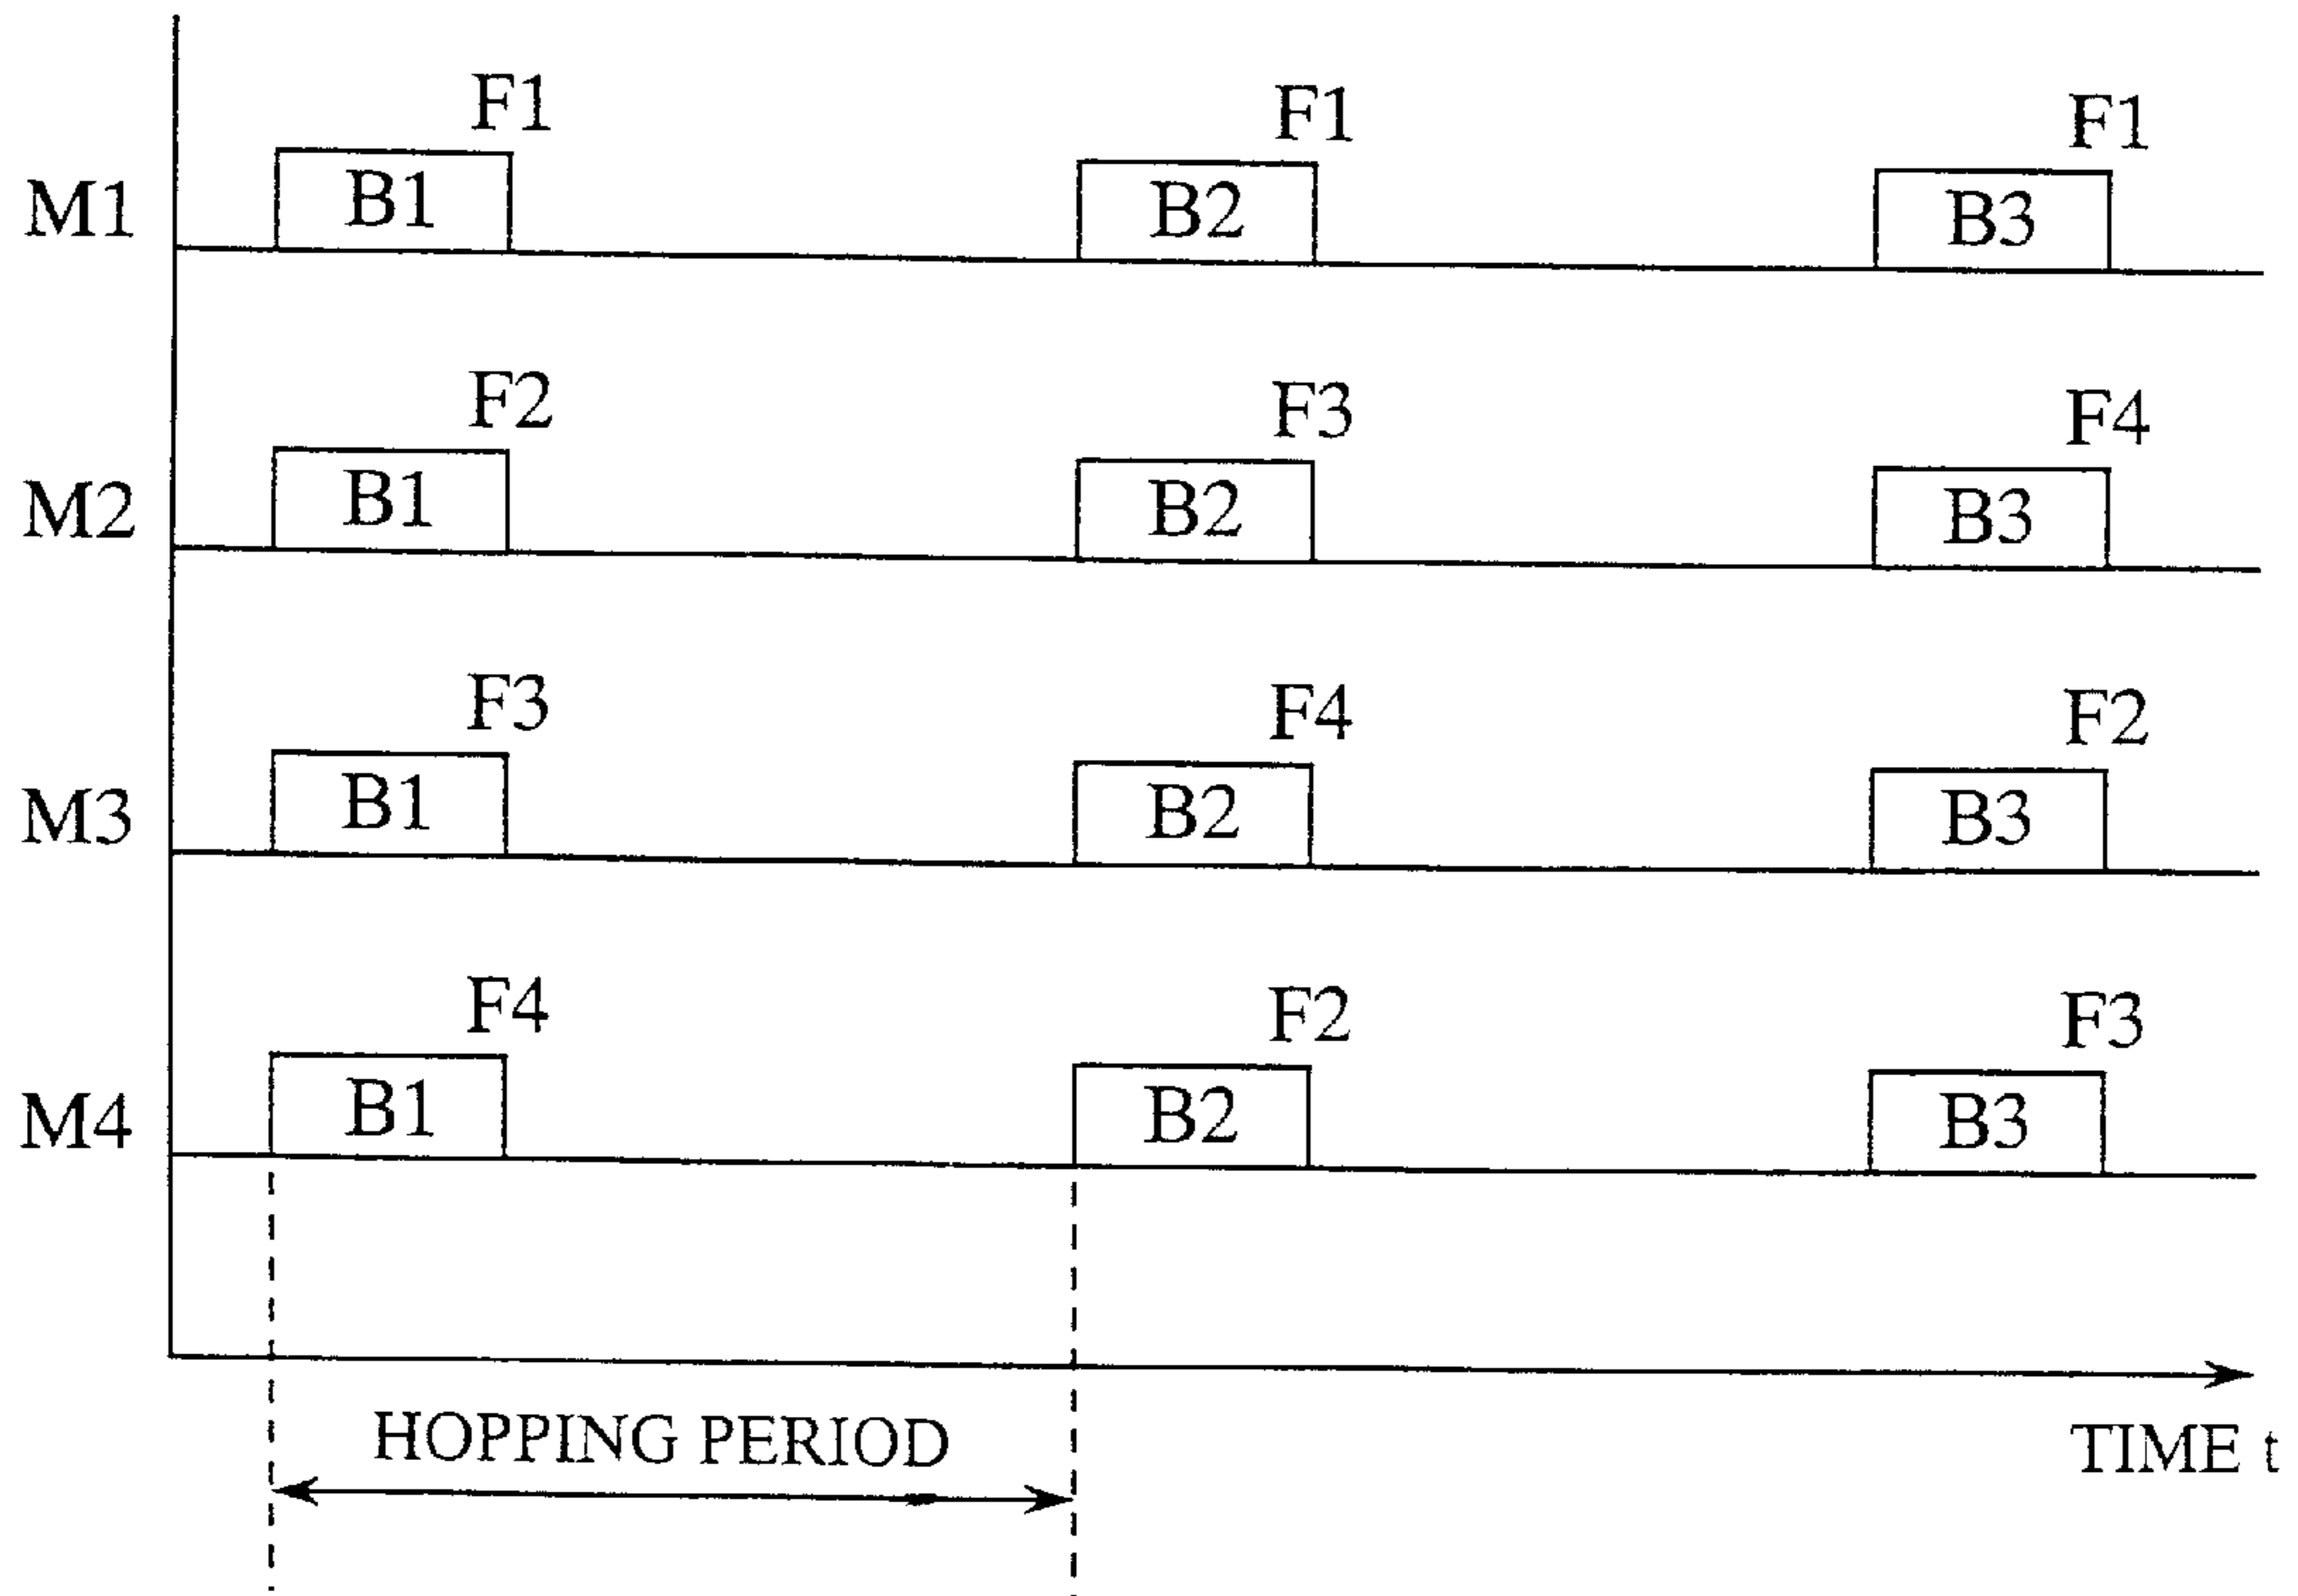 F1 F1 F1
M1 B1 B2 B3
F2 F3 F4
M2 B1 B2 B3
F3 F4 F2
M3 B1 B2 B3
F4 F2 F3
M4 B1 B2 B3
HOPPING PERIOD
TIME t